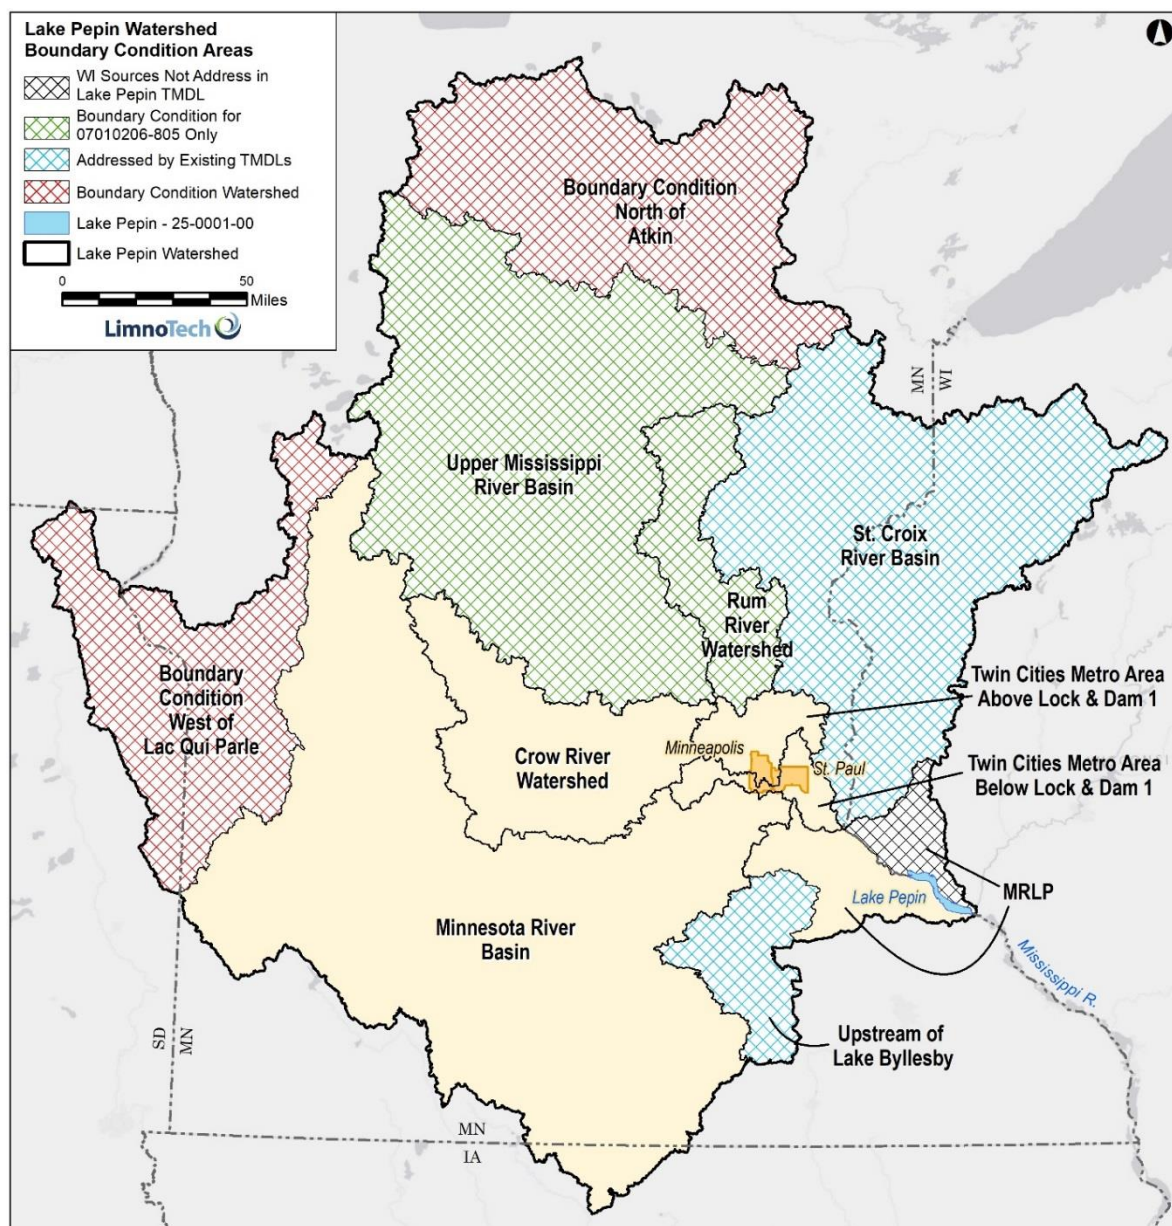 Lake Pepin Watershed
Boundary Condition Areas
WI Sources Not Address in
Lake Pepin TMDL
Boundary Condition for
07010206-805 Only
Addressed by Existing TMDLs
Boundary Condition Watershed
Lake Pepin - 25-0001-00
Lake Pepin Watershed
0 50
Miles
LimnoTech
Boundary Condition
North of
Atkin
MN
WI
Upper Mississippi
River Basin
St. Croix
River Basin
Rum
River
Watershed
Boundary
Condition
West of
Lac Qui Parle
Twin Cities Metro Area
Above Lock & Dam 1
Minneapolis
St. Paul
Crow River
Watershed
Twin Cities Metro Area
Below Lock & Dam 1
MRLP
Lake Pepin
Minnesota River
Basin
Mississippi R.
Upstream of
Lake Byllesby
SD
MN
MN
IA